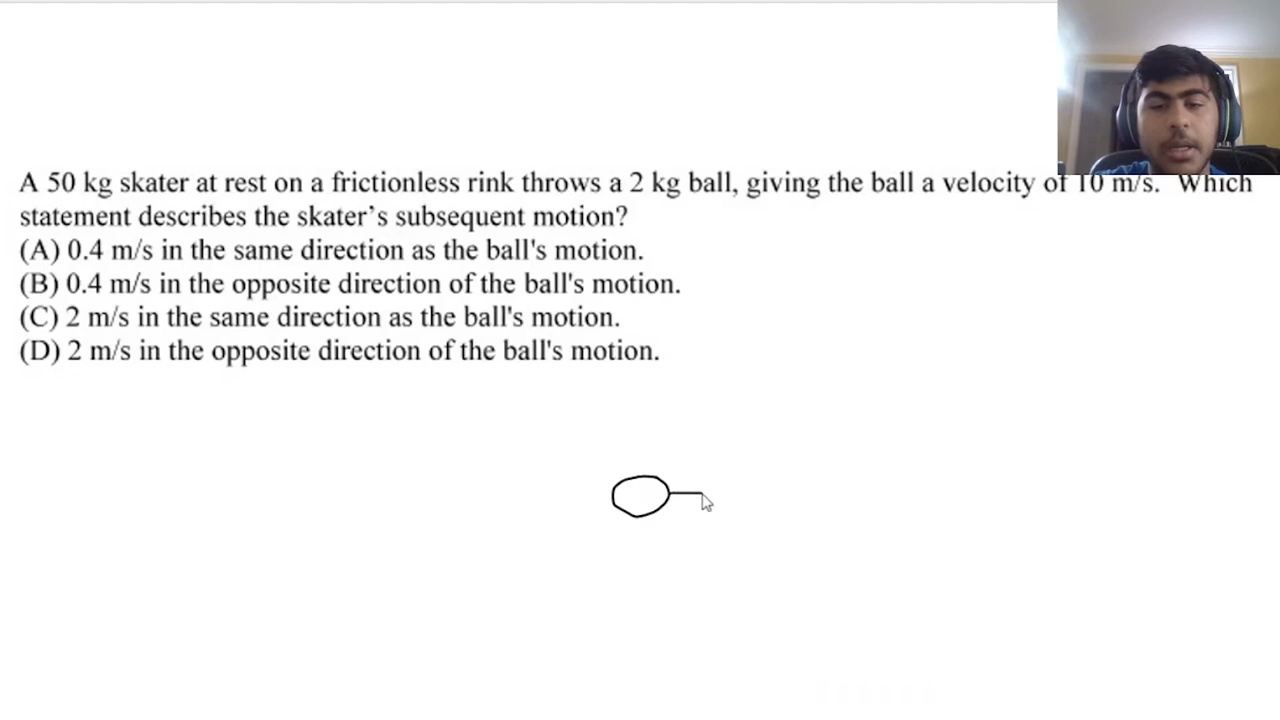 A 50 kg skater at rest on a frictionless rink throws a 2 kg ball, giving the ball a velocity of 10 m/s. Which
statement describes the skater's subsequent motion?
(A) 0.4 m/s in the same direction as the ball's motion.
(B) 0.4 m/s in the opposite direction of the ball's motion.
(C) 2 m/s in the same direction as the ball's motion.
(D) 2 m/s in the opposite direction of the ball's motion.